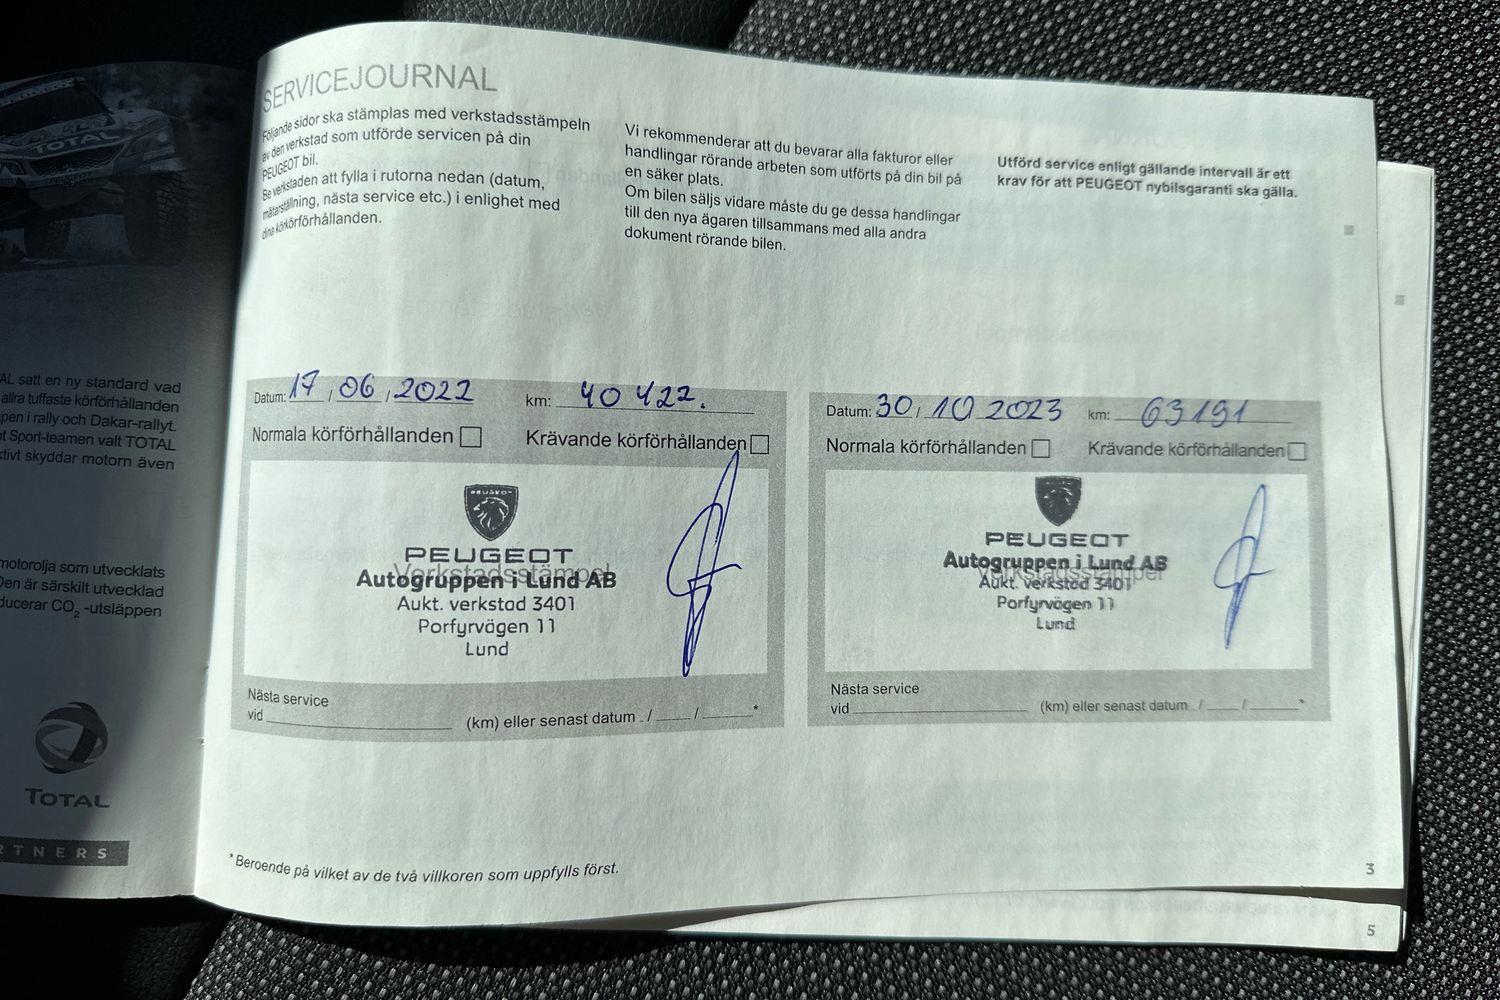 TOTAL
AL satt en ny standard vad
allra tuffaste körförhållanden
pen i rally och Dakar-rallyt.
t Sport-teamen valt TOTAL
ktivt skyddar motorn även
motorolja som utvecklats
Den är särskilt utvecklad
ducerar CO2 -utsläppen
TOTAL
RTNERS
SERVICEJOURNAL
Följande sidor ska stämplas med verkstadsstämpeln
av den verkstad som utförde servicen på din
PEUGEOT bil.
Be verkstaden att fylla i rutorna nedan (datum,
mätarställning, nästa service etc.) i enlighet med
dina körkörförhållanden.
Vi rekommenderar att du bevarar alla fakturor eller
handlingar rörande arbeten som utförts på din bil på
en säker plats.
Om bilen säljs vidare måste du ge dessa handlingar
till den nya ägaren tillsammans med alla andra
dokument rörande bilen.
Utförd service enligt gällande intervall är ett
krav för att PEUGEOT nybilsgaranti ska gälla.
Datum: 17/06/2022 km: 40 422.
Normala körförhållanden Krävande körförhållanden
PEUGEOT
PEUGEOT
Verkstadsstämpel
Autogruppen i Lund AB
Aukt. verkstad 3401
Porfyrvägen 11
Lund
Nästa service
vid (km) eller senast datum / / *
Datum: 30/10 2023 km: 63191
Normala körförhållanden Krävande körförhållanden
PEUGEOT
Autogruppen i Lund AB
Verkstadsstämpel
Aukt. verkstad 3401
Porfyrvägen 11
Lund
Nästa service
vid (km) eller senast datum / / *
* Beroende på vilket av de två villkoren som uppfylls först.
3
5